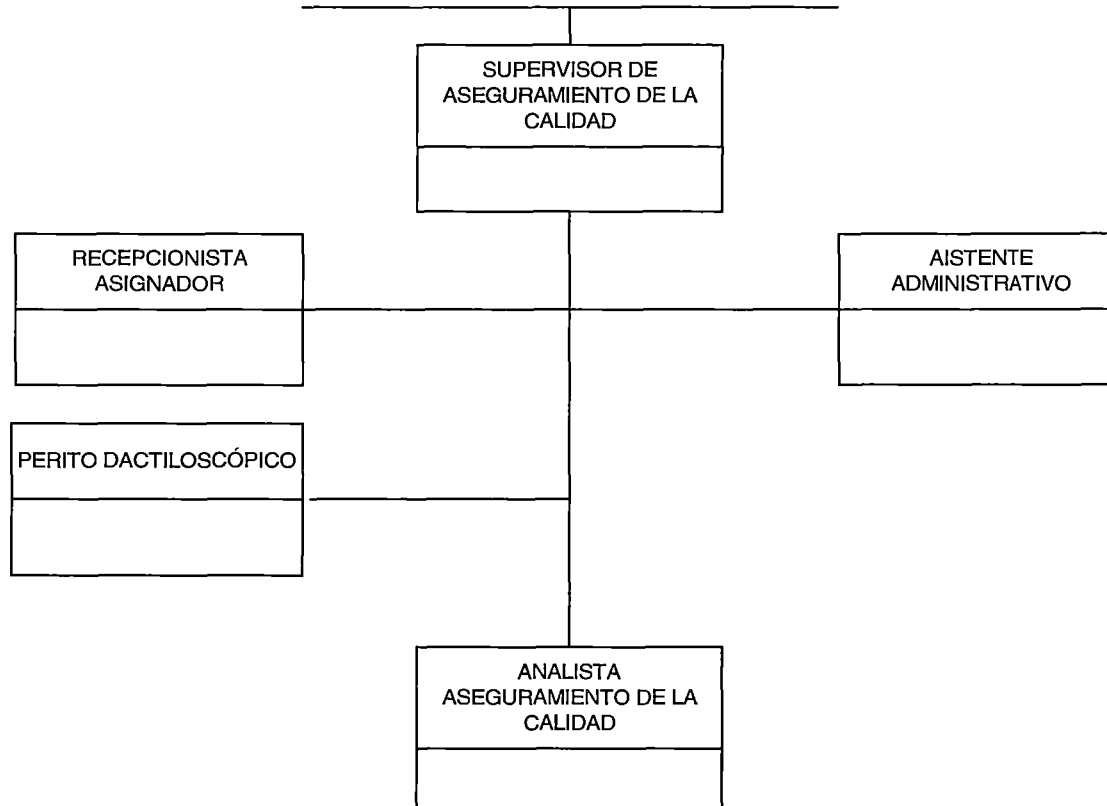 SUPERVISOR DE
ASEGURAMIENTO DE LA
CALIDAD
RECEPCIONISTA
ASIGNADOR
AISTENTE
ADMINISTRATIVO
PERITO DACTILOSCÓPICO
ANALISTA
ASEGURAMIENTO DE LA
CALIDAD